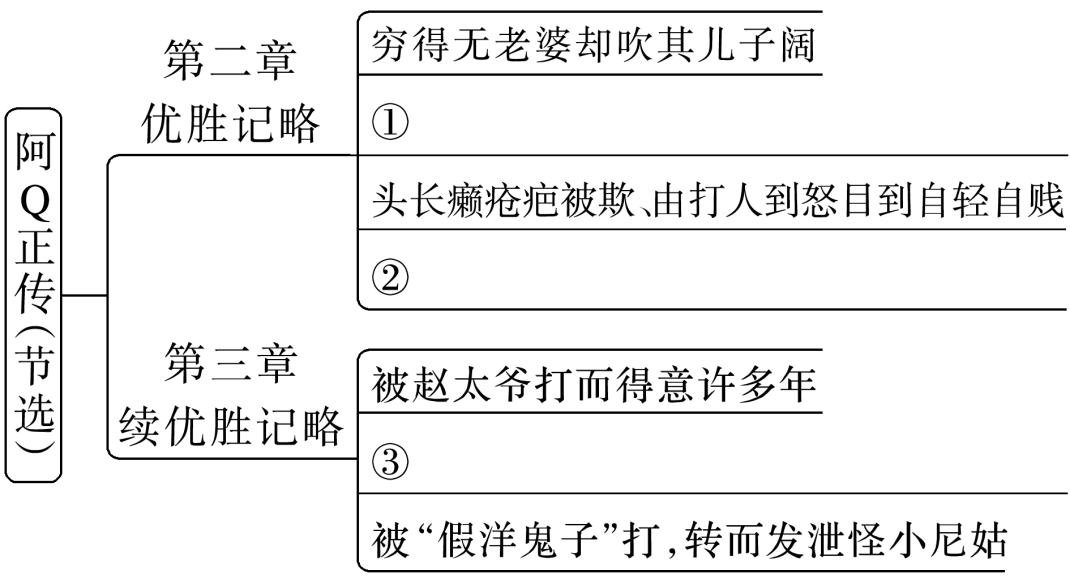 阿Q正传(节选)
第二章
优胜记略
穷得无老婆却吹其儿子阔
①
头长癞疮疤被欺、由打人到怒目到自轻自贱
②
第三章
续优胜记略
被赵太爷打而得意许多年
③
被“假洋鬼子”打,转而发泄怪小尼姑